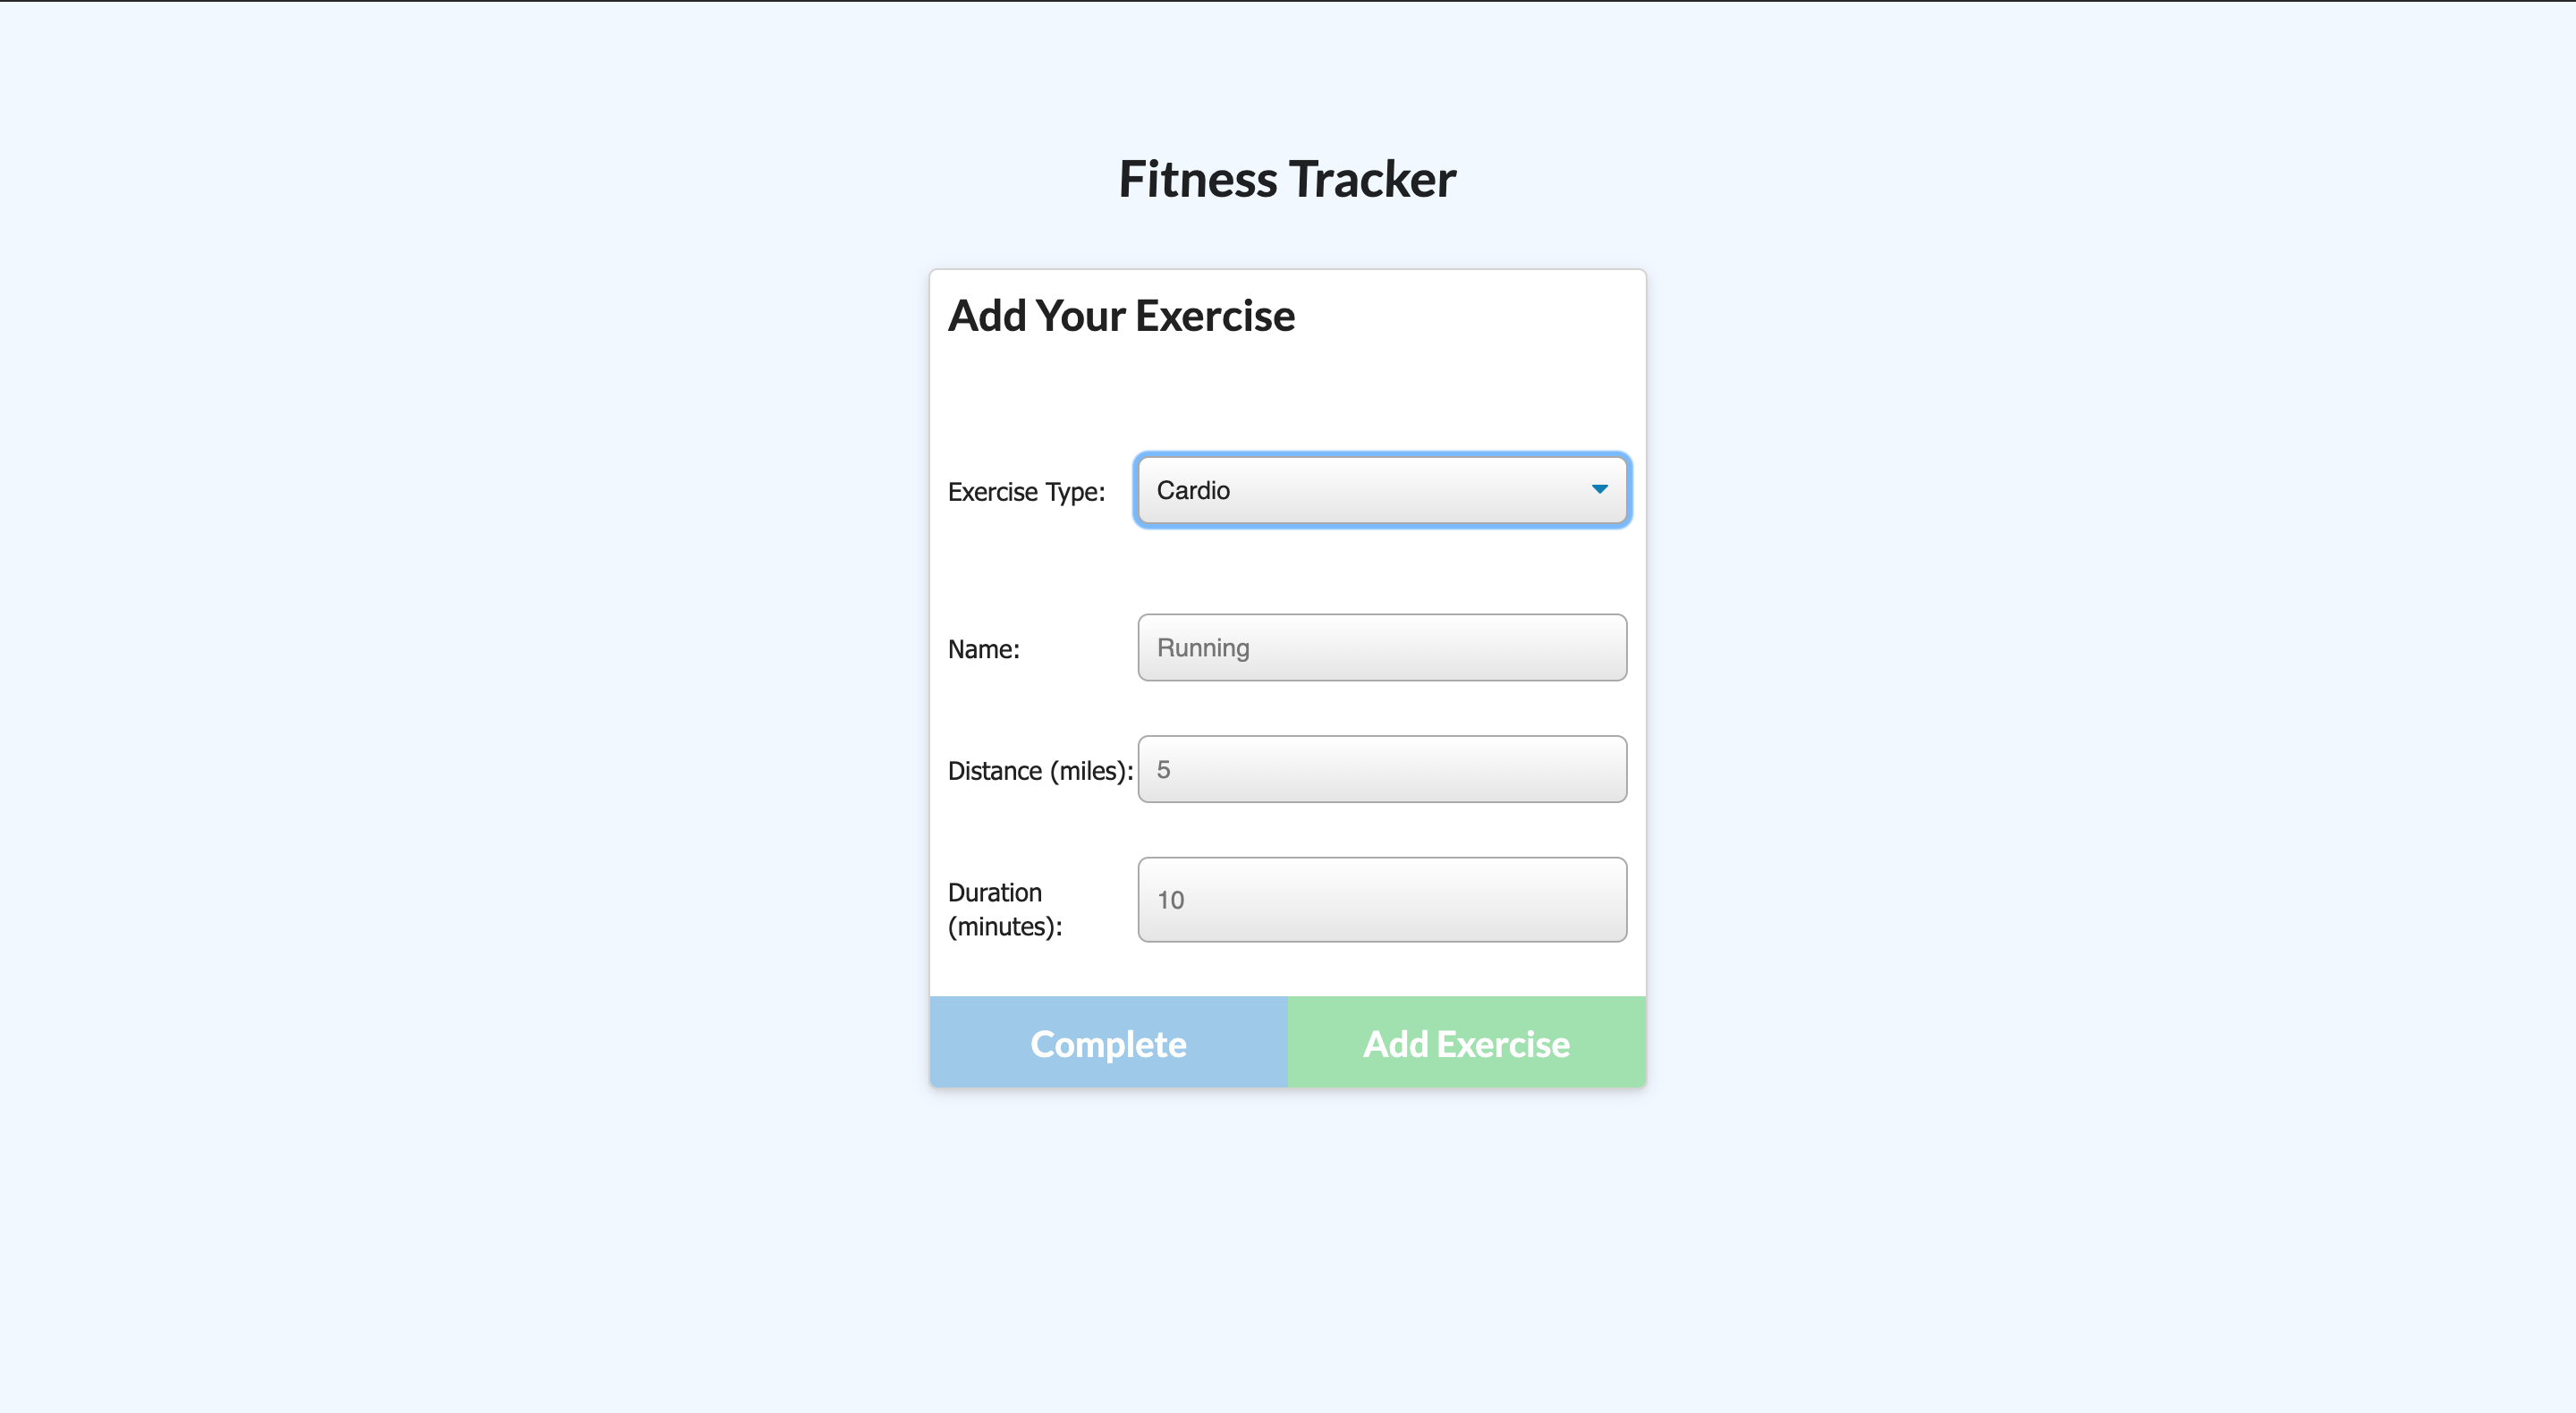 Fitness Tracker
Add Your Exercise
Exercise Type: Cardio
Name: Running
Distance (miles): 5
Duration
(minutes): 10
Complete Add Exercise